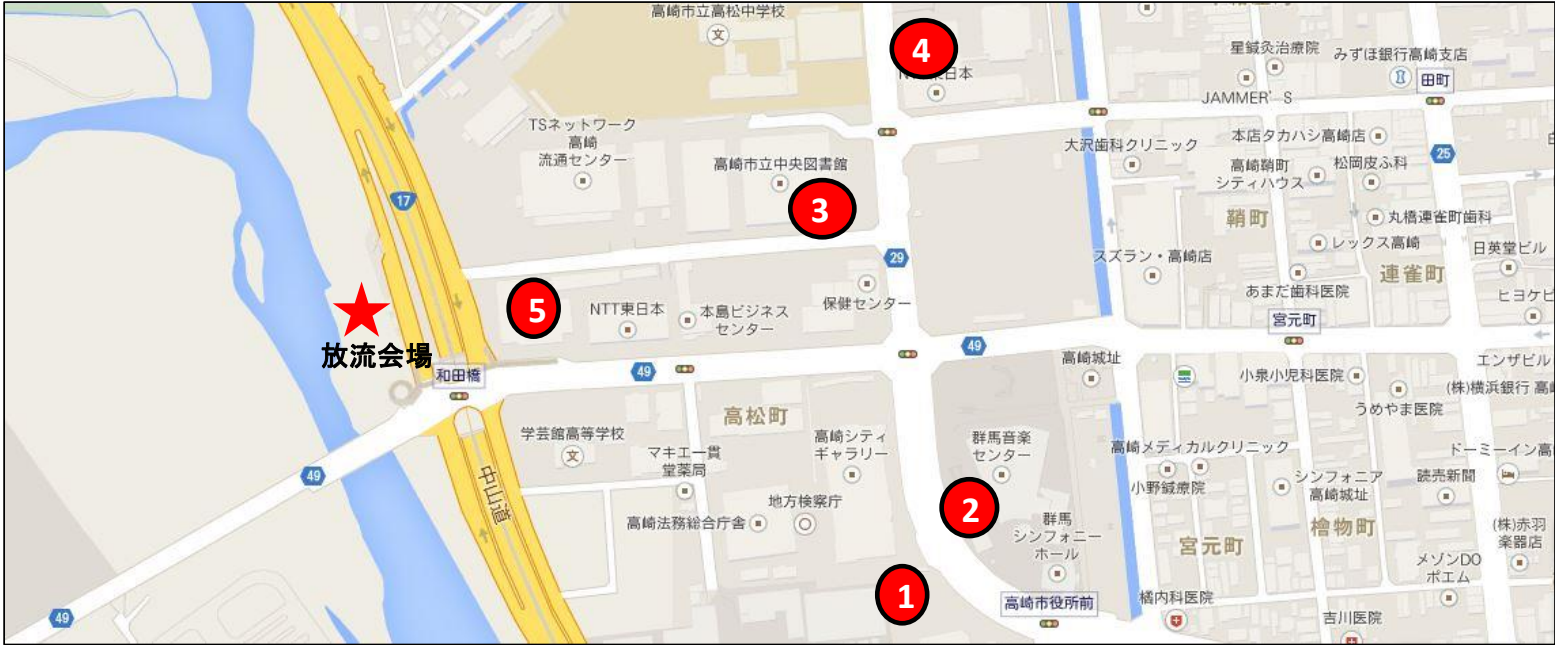 高崎市立高松中学校
文
4
NTT東日本
星鍼灸治療院
みずほ銀行高崎支店
田町
JAMMER'S
TSネットワーク
高崎
流通センター
高崎市立中央図書館
大沢歯科クリニック
本店タカハシ高崎店
高崎鞘町
シティハウス
松岡皮ふ科
25
17
3
鞘町
丸橋連雀町歯科
レックス高崎
日英堂ビル
29
スズラン・高崎店
連雀町
あまだ歯科医院
ヒヨケビ
5
NTT東日本
本島ビジネス
センター
保健センター
宮元町
放流会場
和田橋
49
49
高崎城址
小泉小児科医院
エンザビル
(株)横浜銀行 高崎
うめやま医院
高松町
学芸館高等学校
文
マキエ一貫
堂薬局
高崎シティ
ギャラリー
群馬音楽
センター
高崎メディカルクリニック
ドーミーイン高
49
中山道
小野鍼療院
シンフォニア
高崎城址
読売新聞
地方検察庁
高崎法務総合庁舎
2
群馬
シンフォニー
ホール
宮元町
檜物町
(株)赤羽
楽器店
メゾンDO
ポエム
1
高崎市役所前
橘内科医院
吉川医院
49